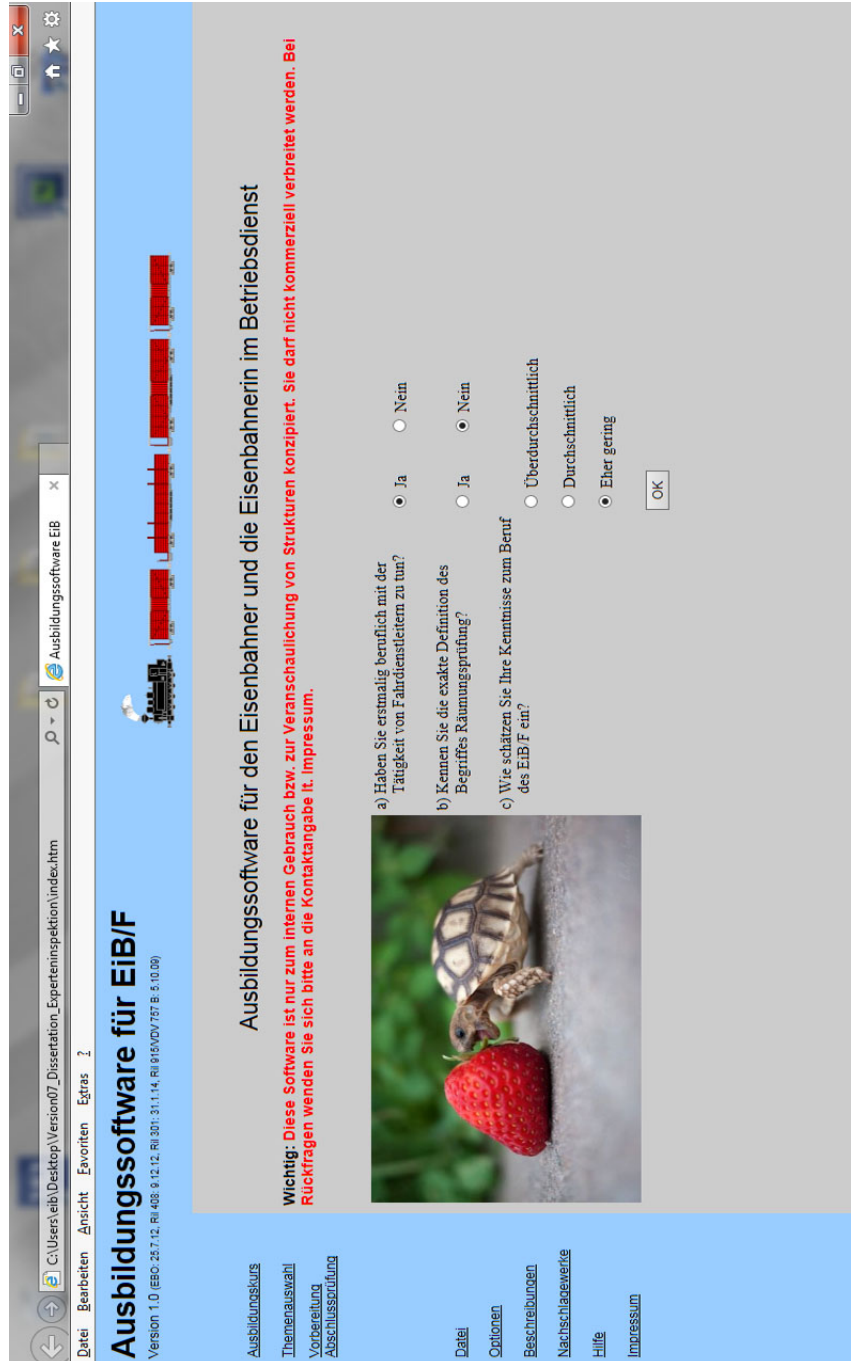 C:\Users\eib\Desktop\Version07_Dissertation_Experteninspektion\index.htm
Ausbildungssoftware EiB
Datei Bearbeiten Ansicht Favoriten Extras ?
Ausbildungssoftware für EiB/F
Version 1.0 (EBO: 25.7.12, Ril 408: 9.12.12, Ril 301: 31.1.14, Ril 915/VDV 757 B: 5.10.09)
Ausbildungskurs
Themenauswahl
Vorbereitung
Abschlussprüfung
Datei
Optionen
Beschreibungen
Nachschlagewerke
Hilfe
Impressum
Ausbildungssoftware für den Eisenbahner und die Eisenbahnerin im Betriebsdienst
Wichtig: Diese Software ist nur zum internen Gebrauch bzw. zur Veranschaulichung von Strukturen konzipiert. Sie darf nicht kommerziell verbreitet werden. Bei
Rückfragen wenden Sie sich bitte an die Kontaktangabe lt. Impressum.
a) Haben Sie erstmalig beruflich mit der
Tätigkeit von Fahrdienstleitern zu tun?
Ja Nein
b) Kennen Sie die exakte Definition des
Begriffes Räumungsprüfung?
Ja Nein
c) Wie schätzen Sie Ihre Kenntnisse zum Beruf
des EiB/F ein?
Überdurchschnittlich
Durchschnittlich
Eher gering
OK